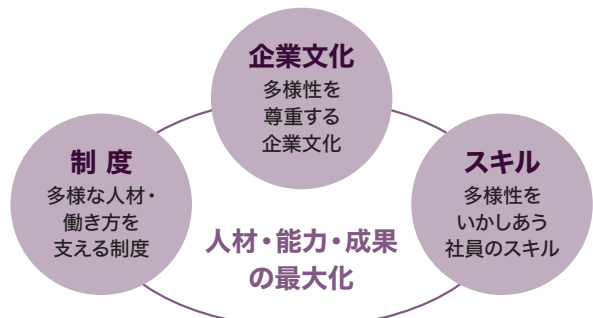 企業文化
多様性を
尊重する
企業文化
制 度
多様な人材・
働き方を
支える制度
スキル
多様性を
いかしあう
社員のスキル
人材・能力・成果
の最大化